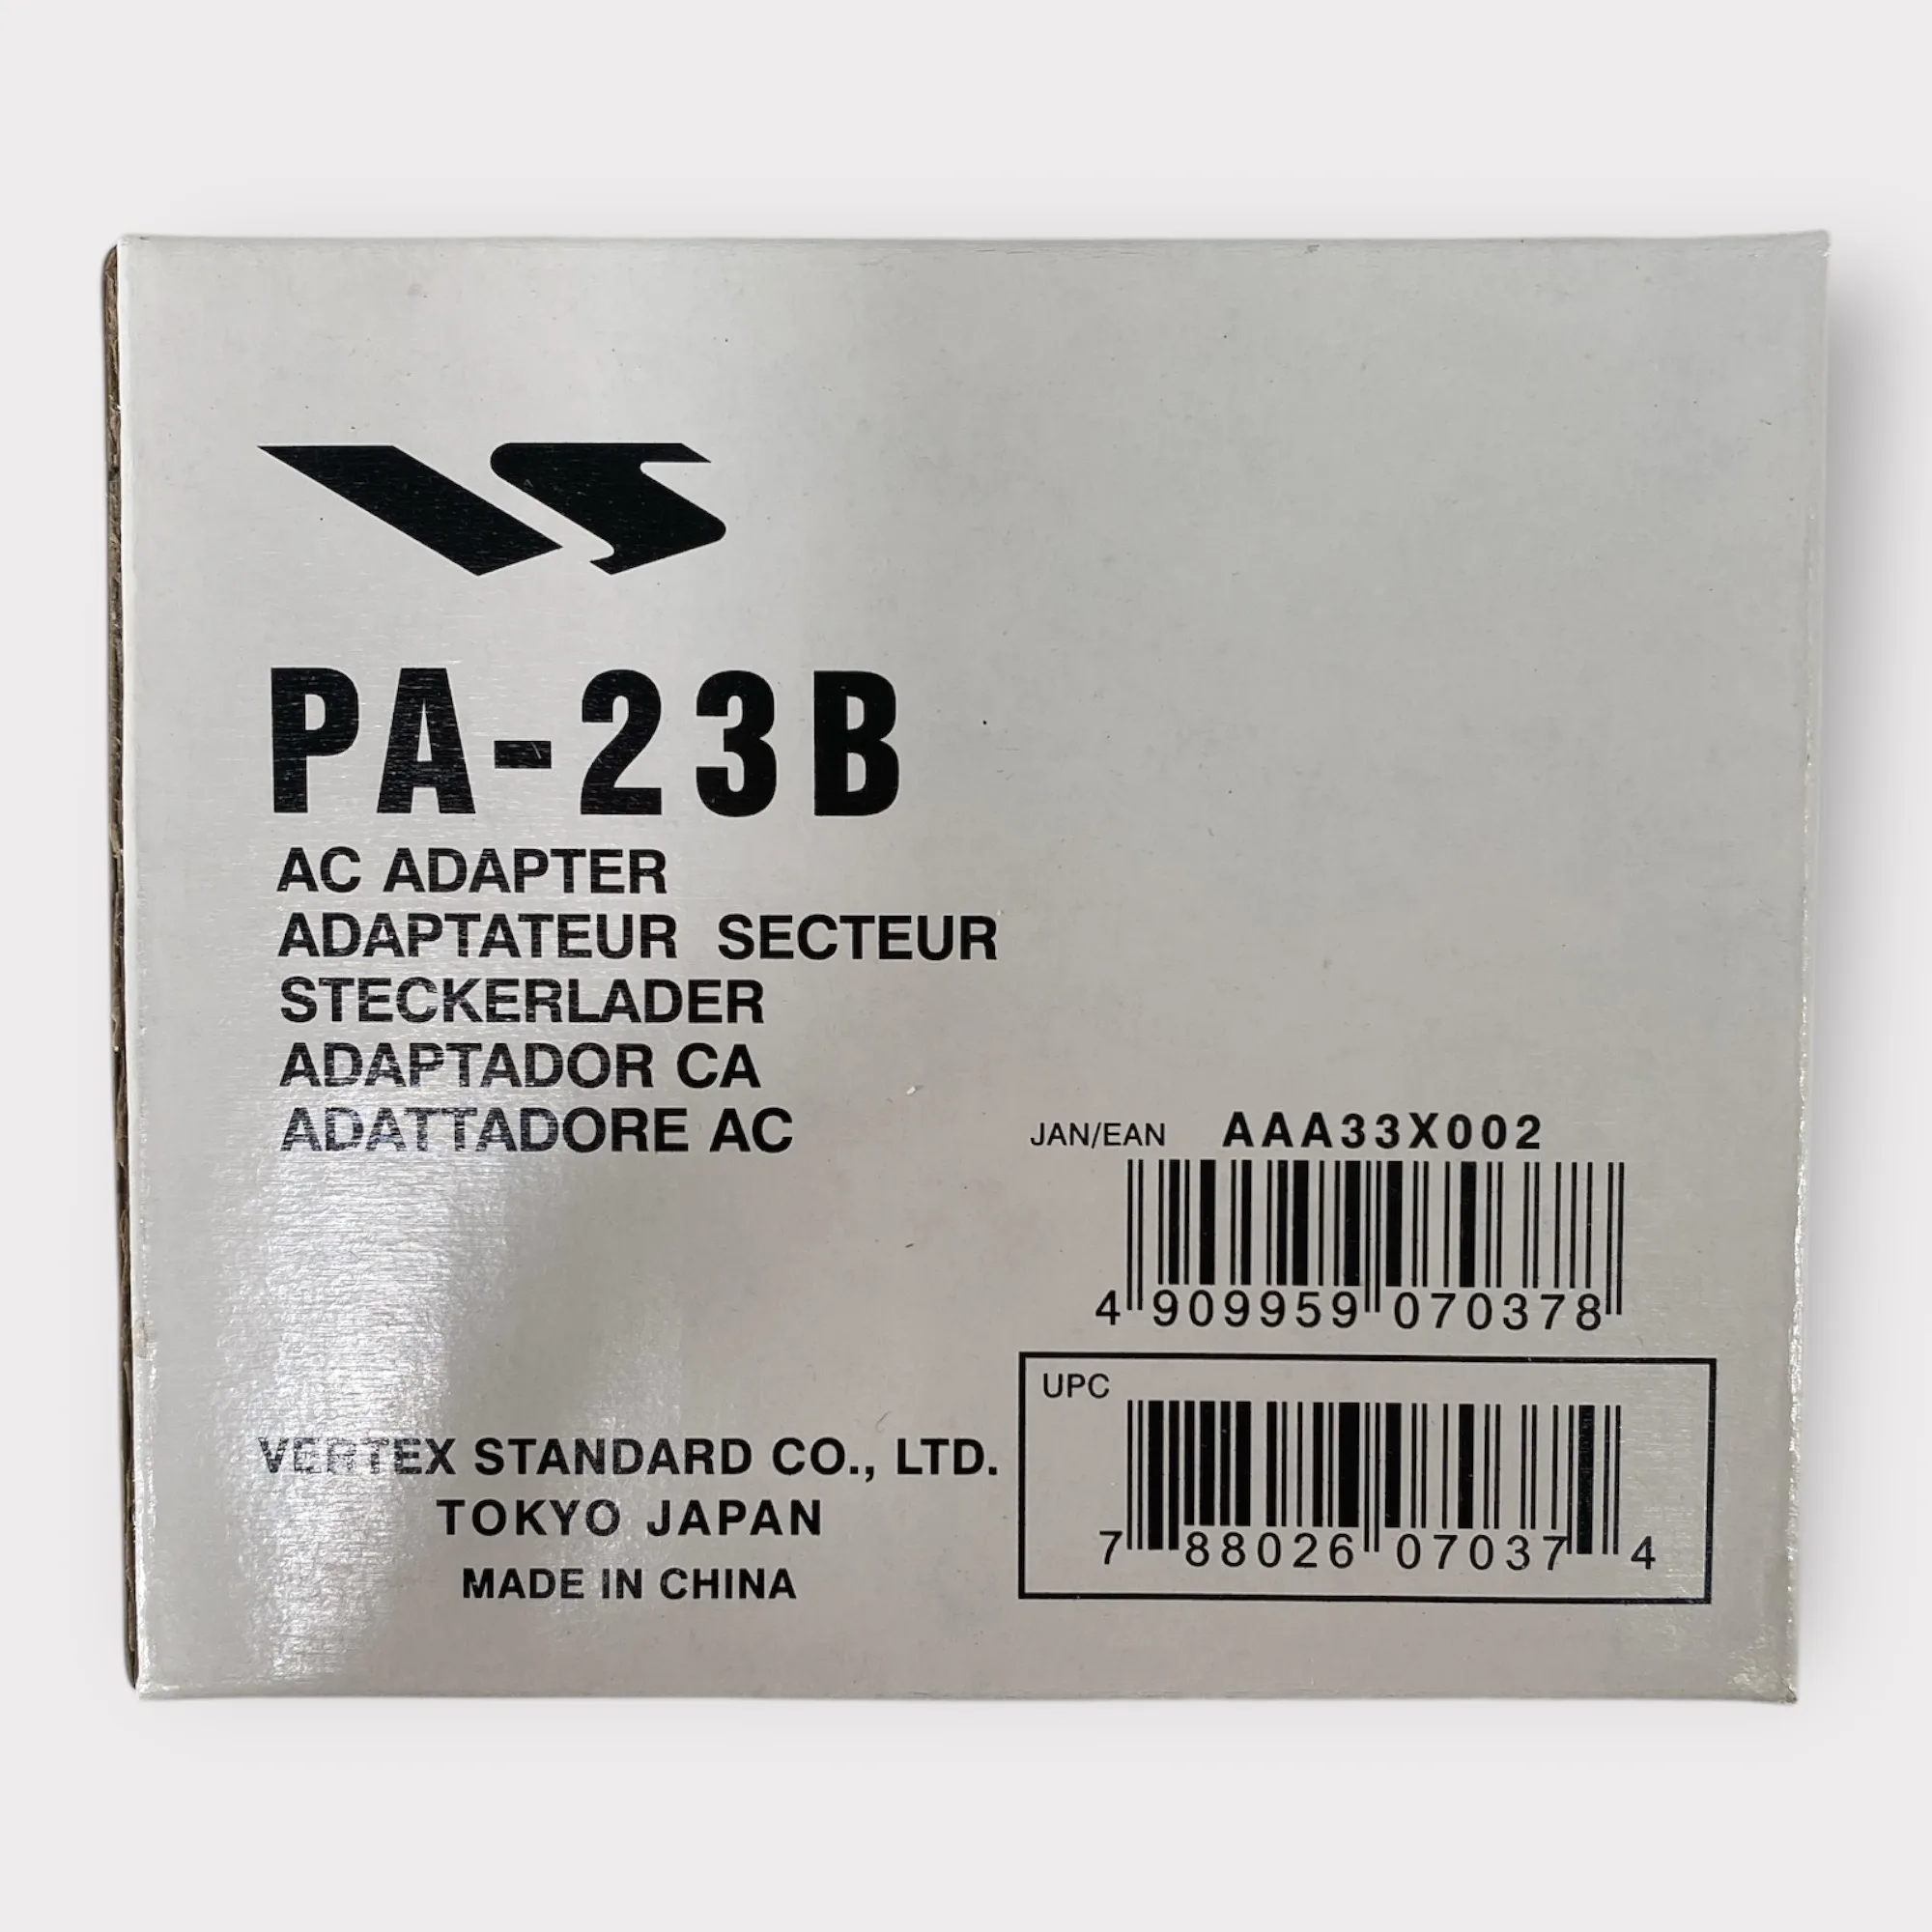 VS
PA-23B
AC ADAPTER
ADAPTATEUR SECTEUR
STECKERLADER
ADAPTADOR CA
ADATTADORE AC
JAN/EAN AAA33X002
4 909959 070378
UPC
7 88026 07037 4
VERTEX STANDARD CO., LTD.
TOKYO JAPAN
MADE IN CHINA